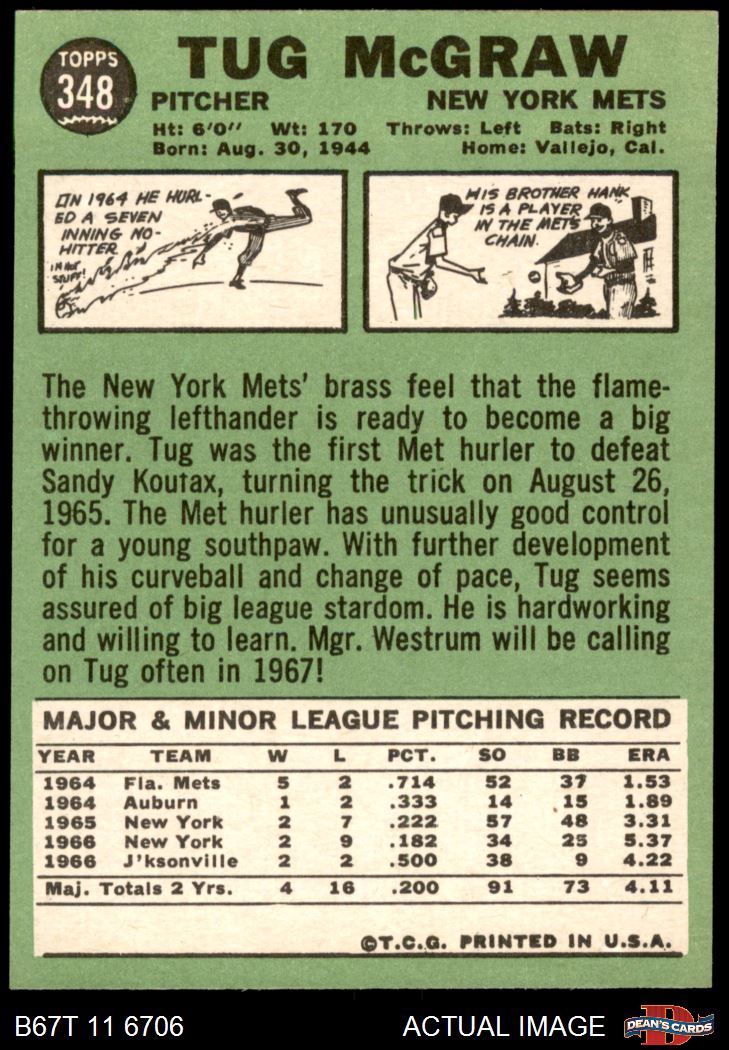 TOPPS
348
TUG McGRAW
PITCHER NEW YORK METS
Ht: 6'0" Wt: 170 Throws: Left Bats: Right
Born: Aug. 30, 1944 Home: Vallejo, Cal.
IN 1964 HE HURL-
ED A SEVEN
INNING NO-
HITTER
I'M HOT
STUFF!
HIS BROTHER HANK
IS A PLAYER
IN THE METS
CHAIN.
The New York Mets' brass feel that the flame-
throwing lefthander is ready to become a big
winner. Tug was the first Met hurler to defeat
Sandy Koufax, turning the trick on August 26,
1965. The Met hurler has unusually good control
for a young southpaw. With further development
of his curveball and change of pace, Tug seems
assured of big league stardom. He is hardworking
and willing to learn. Mgr. Westrum will be calling
on Tug often in 1967!
MAJOR & MINOR LEAGUE PITCHING RECORD
YEAR TEAM W L PCT. SO BB ERA
1964 Fla. Mets 5 2 .714 52 37 1.53
1964 Auburn 1 2 .333 14 15 1.89
1965 New York 2 7 .222 57 48 3.31
1966 New York 2 9 .182 34 25 5.37
1966 J'ksonville 2 2 .500 38 9 4.22
Maj. Totals 2 Yrs. 4 16 .200 91 73 4.11
©T.C.G. PRINTED IN U.S.A.
B67T 11 6706 ACTUAL IMAGE
D
DEAN'S CARDS